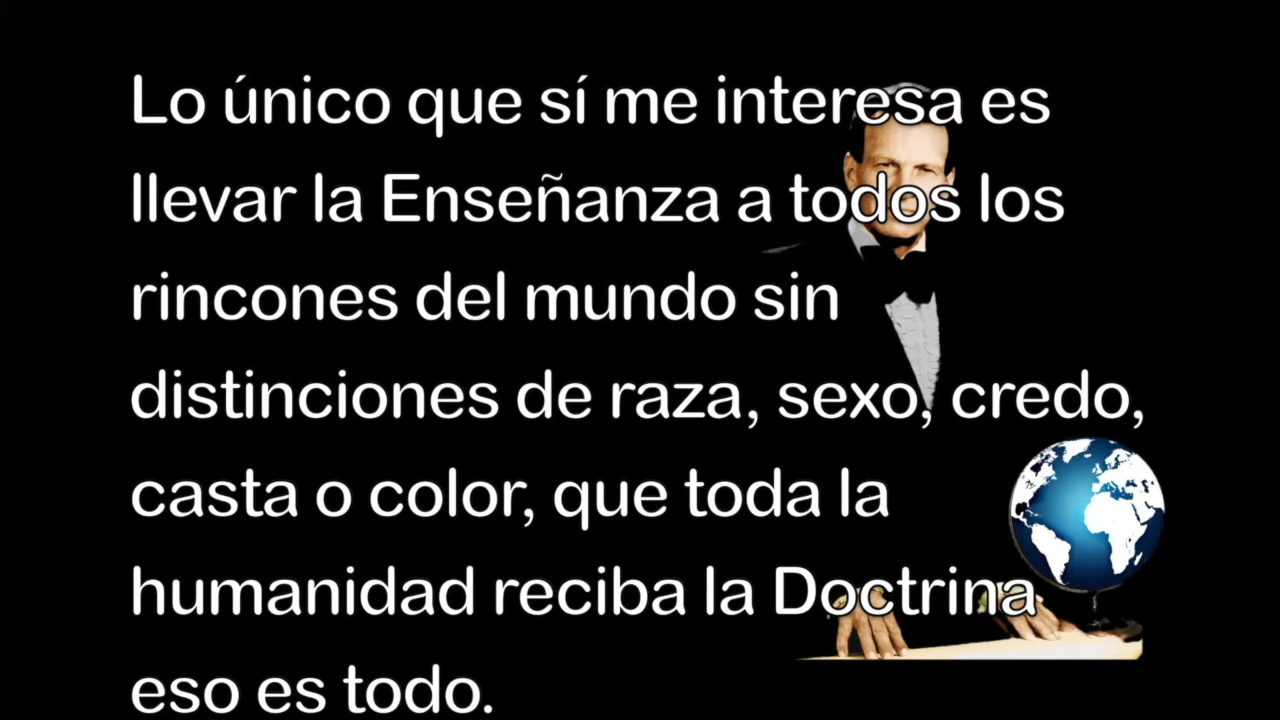 Lo único que sí me interesa es
llevar la Enseñanza a todos los
rincones del mundo sin
distinciones de raza, sexo, credo,
casta o color, que toda la
humanidad reciba la Doctrina
eso es todo.